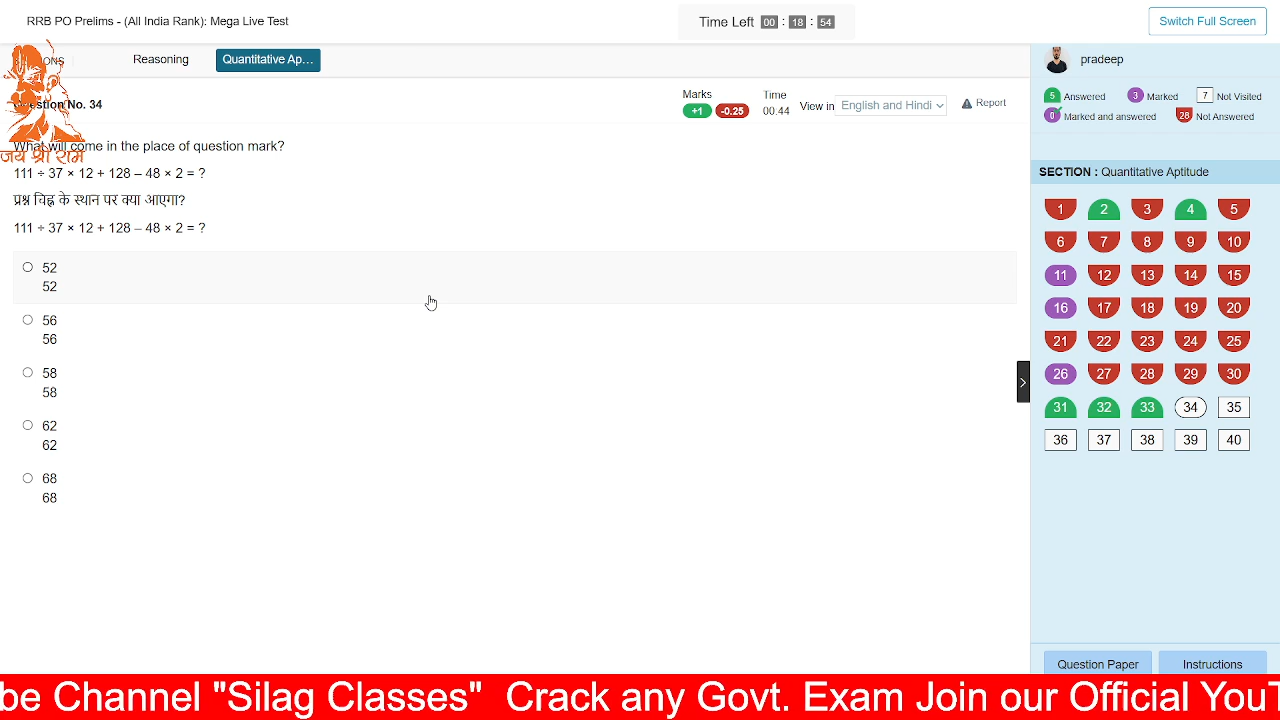 RRB PO Prelims - (All India Rank): Mega Live Test
Time Left 00 : 18 : 54
Switch Full Screen
Reasoning
Quantitative Ap...
pradeep
Question No. 34
Marks
+1 -0.25
Time
00:44
View in English and Hindi
Report
5 Answered
3 Marked
7 Not Visited
0 Marked and answered
28 Not Answered
जय श्री राम
What will come in the place of question mark?
111 ÷ 37 × 12 + 128 – 48 × 2 = ?
प्रश्न चिह्न के स्थान पर क्या आएगा?
111 ÷ 37 × 12 + 128 – 48 × 2 = ?
52
52
56
56
58
58
62
62
68
68
SECTION : Quantitative Aptitude
1 2 3 4 5
6 7 8 9 10
11 12 13 14 15
16 17 18 19 20
21 22 23 24 25
26 27 28 29 30
31 32 33 34 35
36 37 38 39 40
Question Paper
Instructions
be Channel "Silag Classes" Crack any Govt. Exam Join our Official YouT